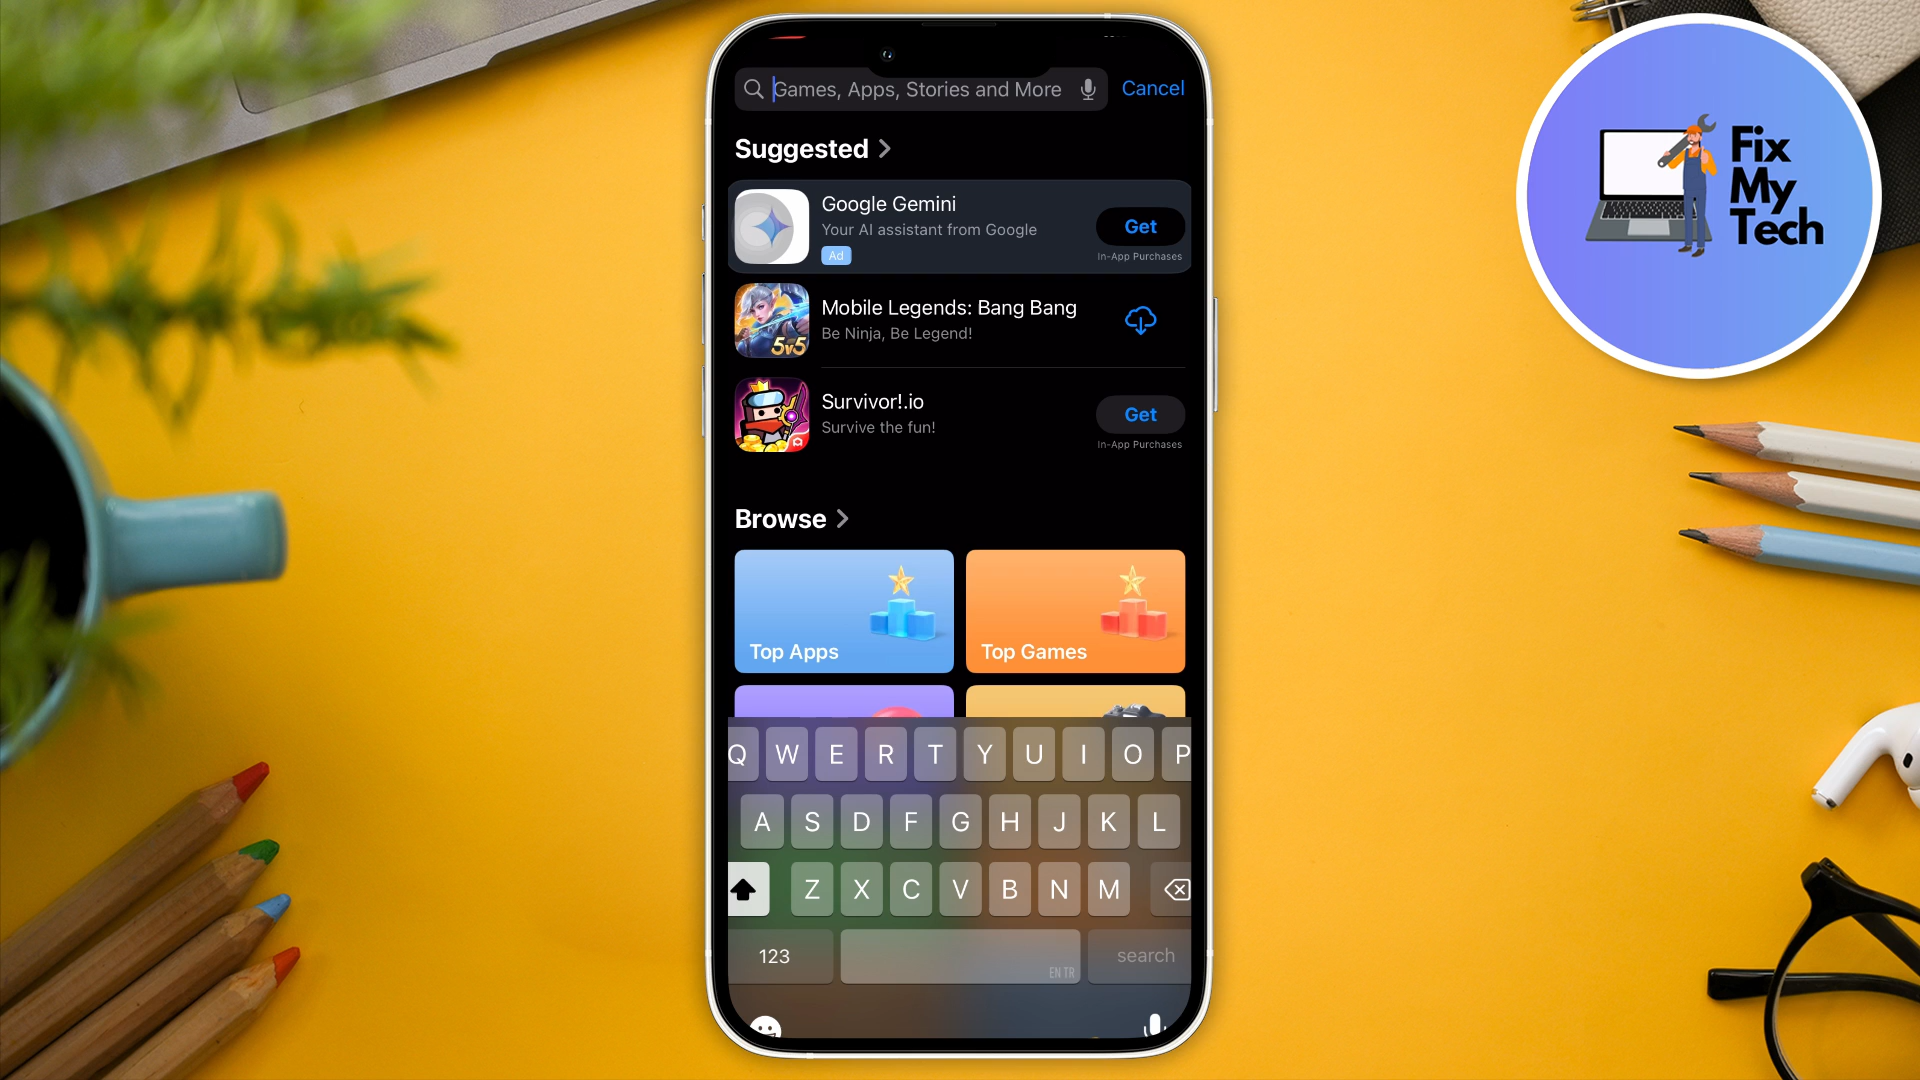 Games, Apps, Stories and More
Cancel
Suggested
Google Gemini
Your AI assistant from Google
Ad
Get
In-App Purchases
Mobile Legends: Bang Bang
Be Ninja, Be Legend!
5v5
Survivor!.io
Survive the fun!
Get
In-App Purchases
Browse
Top Apps
Top Games
Q W E R T Y U I O P
A S D F G H J K L
Z X C V B N M
123
EN TR
search
Fix
My
Tech